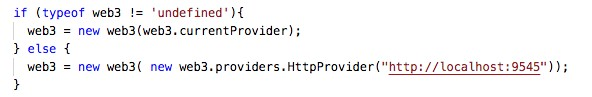 if (typeof web3 != 'undefined'){
  web3 = new web3(web3.currentProvider);
} else {
  web3 = new web3( new web3.providers.HttpProvider("http://localhost:9545"));
}